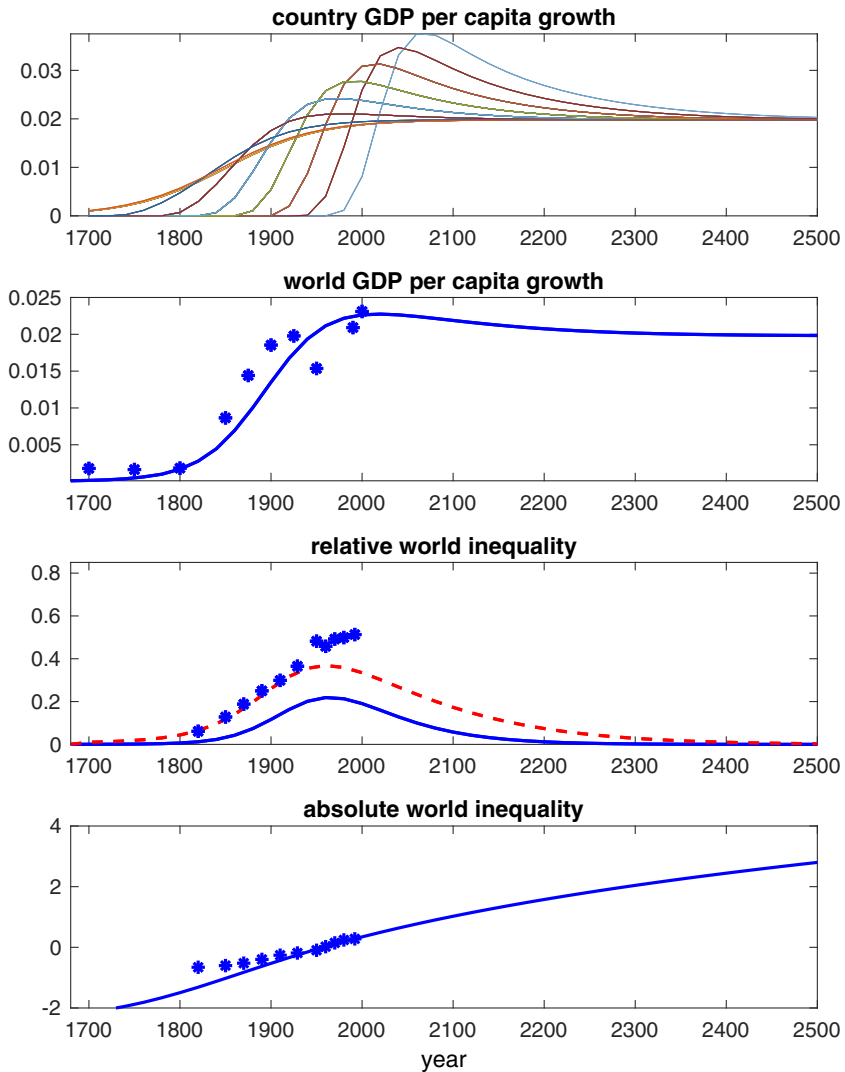 country GDP per capita growth
0.03
0.02
0.01
0
1700 1800 1900 2000 2100 2200 2300 2400 2500
world GDP per capita growth
0.025
0.02
0.015
0.01
0.005
1700 1800 1900 2000 2100 2200 2300 2400 2500
relative world inequality
0.8
0.6
0.4
0.2
0
1700 1800 1900 2000 2100 2200 2300 2400 2500
absolute world inequality
4
2
0
-2
1700 1800 1900 2000 2100 2200 2300 2400 2500
year